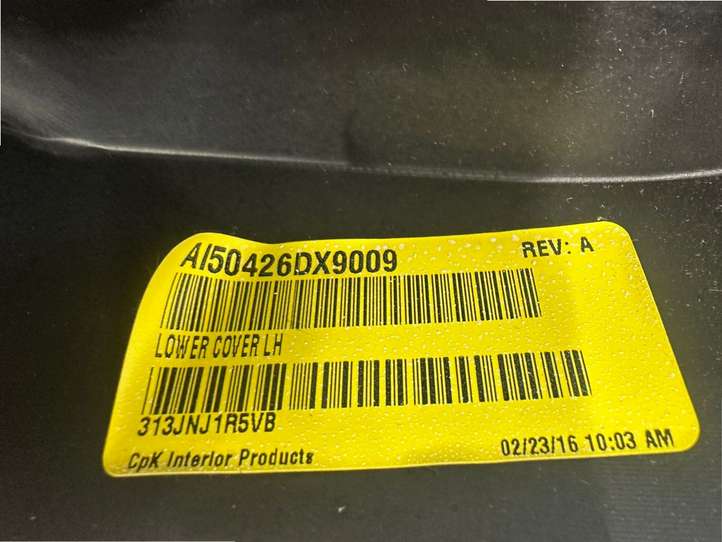 AI50426DX9009 REV: A
LOWER COVER LH
313JNJ1R5VB
CpK Interior Products 02/23/16 10:03 AM